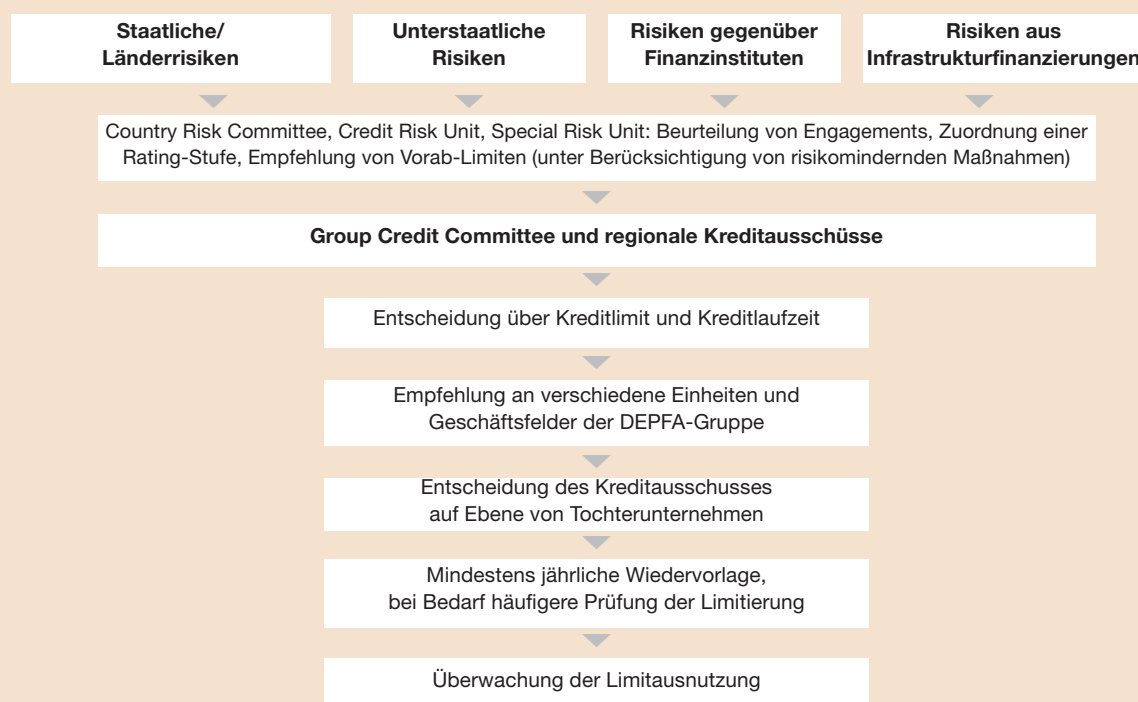 Staatliche/
Länderrisiken
Unterstaatliche
Risiken
Risiken gegenüber
Finanzinstituten
Risiken aus
Infrastrukturfinanzierungen
Country Risk Committee, Credit Risk Unit, Special Risk Unit: Beurteilung von Engagements, Zuordnung einer
Rating-Stufe, Empfehlung von Vorab-Limiten (unter Berücksichtigung von risikomindernden Maßnahmen)
Group Credit Committee und regionale Kreditausschüsse
Entscheidung über Kreditlimit und Kreditlaufzeit
Empfehlung an verschiedene Einheiten und
Geschäftsfelder der DEPFA-Gruppe
Entscheidung des Kreditausschusses
auf Ebene von Tochterunternehmen
Mindestens jährliche Wiedervorlage,
bei Bedarf häufigere Prüfung der Limitierung
Überwachung der Limitausnutzung